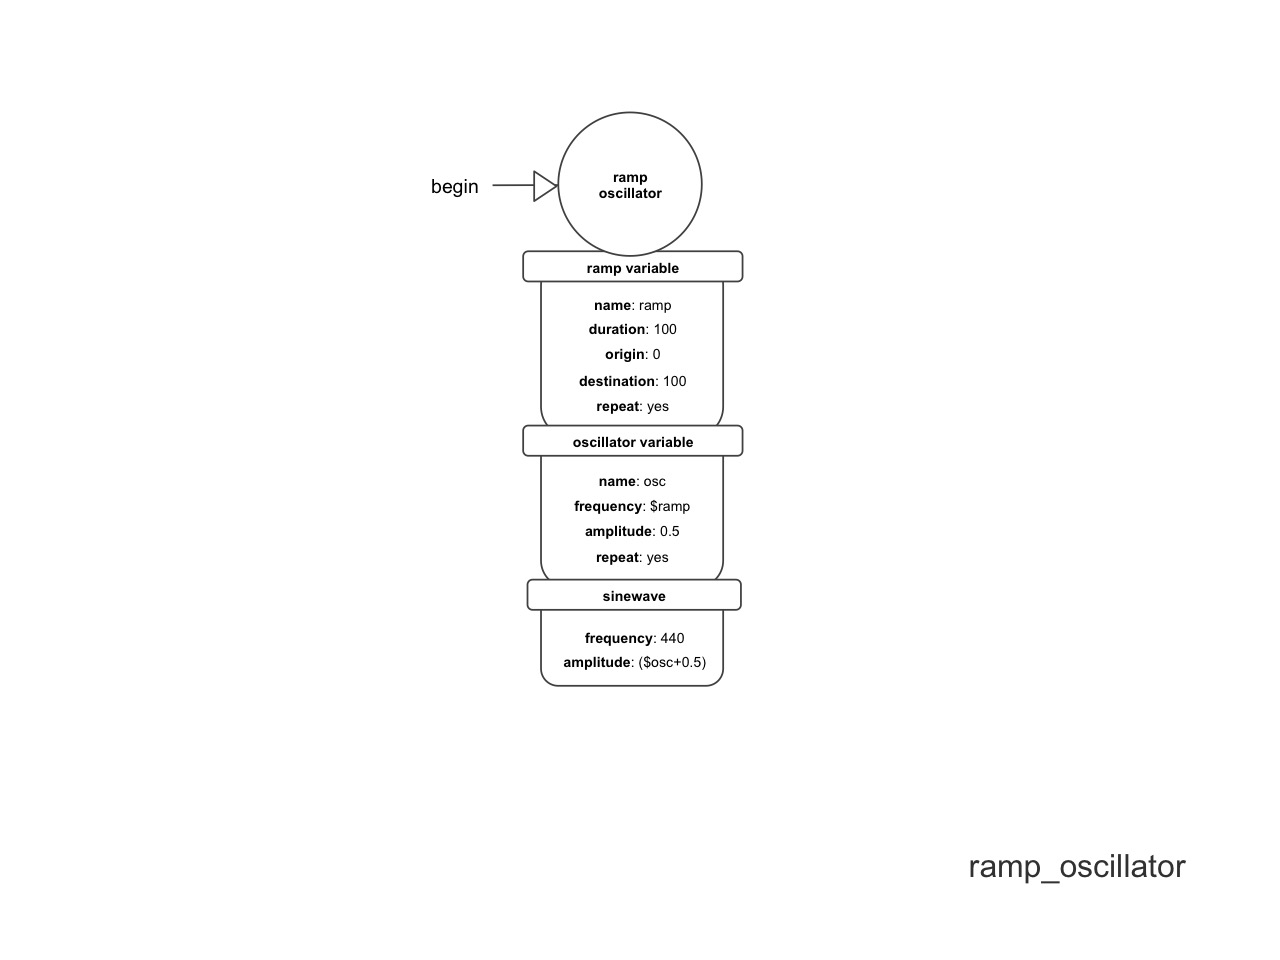 ramp
oscillator
begin
ramp variable
name: ramp
duration: 100
origin: 0
destination: 100
repeat: yes
oscillator variable
name: osc
frequency: $ramp
amplitude: 0.5
repeat: yes
sinewave
frequency: 440
amplitude: ($osc+0.5)
ramp_oscillator